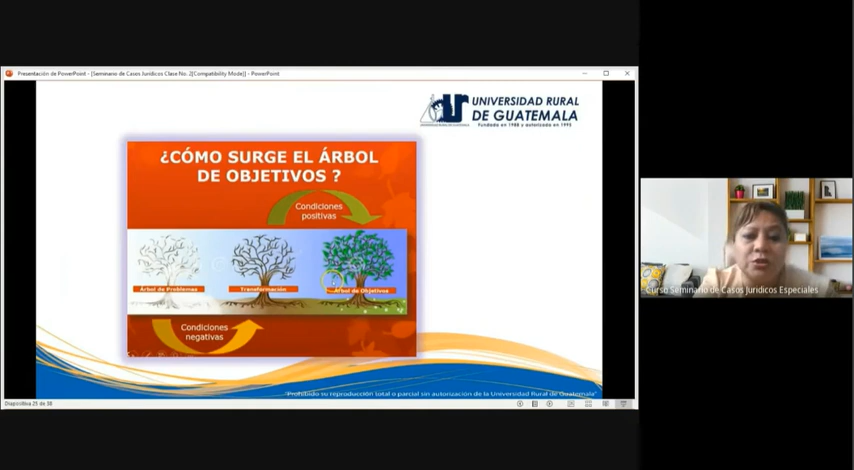 Presentación de PowerPoint - [Seminario de Casos Juridicos Clase No. 2[Compatibility Mode]] - PowerPoint
UNIVERSIDAD RURAL
DE GUATEMALA
Fundada en 1988 y autorizada en 1995
¿CÓMO SURGE EL ÁRBOL
DE OBJETIVOS ?
Condiciones
positivas
Árbol de Problemas
Transformación
Árbol de Objetivos
Condiciones
negativas
Curso Seminario de Casos Juridicos Especiales
"Prohibido su reproducción total o parcial sin autorización de la Universidad Rural de Guatemala"
Diapositiva 25 de 38